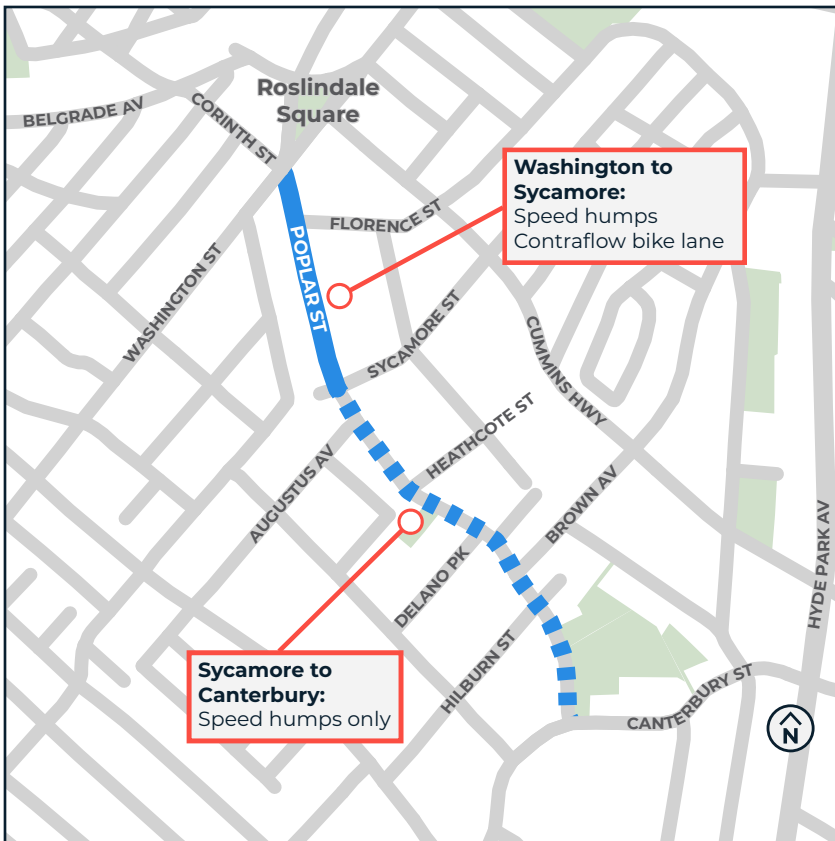 Roslindale
Square
BELGRADE AV
CORINTH ST
Washington to
Sycamore:
Speed humps
Contraflow bike lane
FLORENCE ST
POPLAR ST
WASHINGTON ST
SYCAMORE ST
CUMMINS HWY
HEATHCOTE ST
AUGUSTUS AV
BROWN AV
HYDE PARK AV
DELANO PK
HILBURN ST
Sycamore to
Canterbury:
Speed humps only
CANTERBURY ST
N